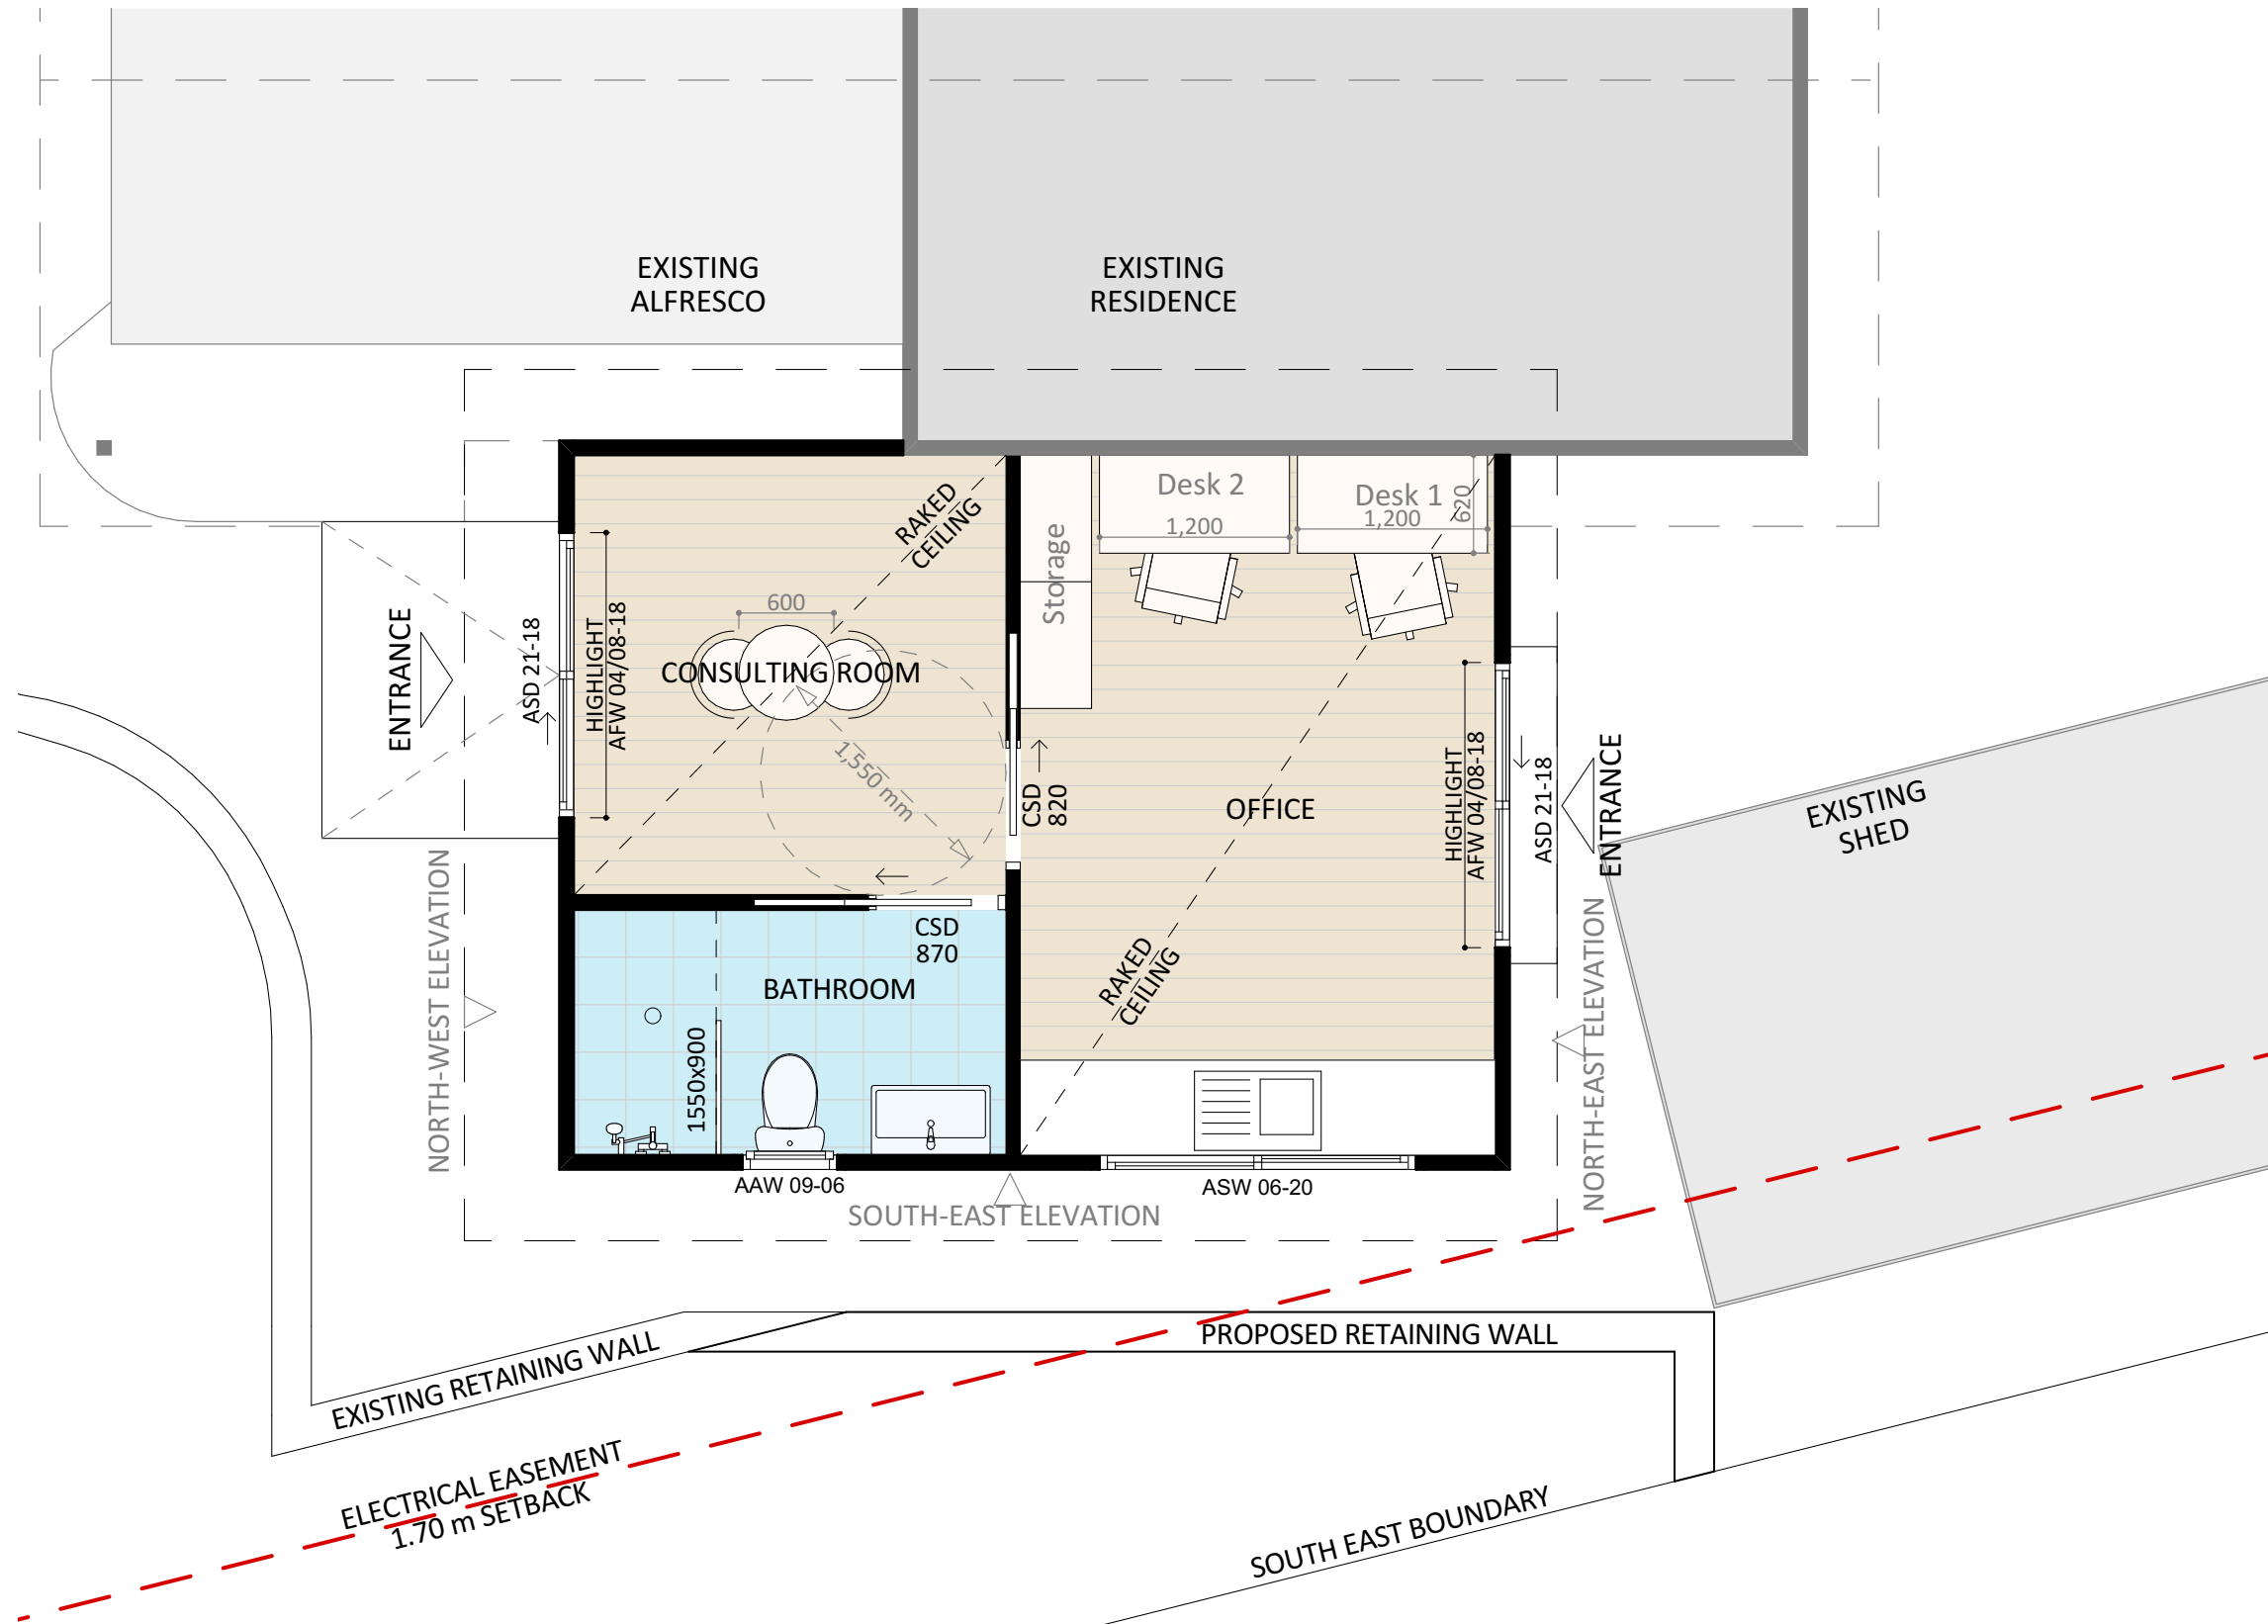 EXISTING
ALFRESCO
EXISTING
RESIDENCE
RAKED
CEILING
Desk 2
1,200
Desk 1
1,200
620
Storage
600
CONSULTING ROOM
1,550 mm
ENTRANCE
ASD 21-18
HIGHLIGHT
AFW 04/08-18
CSD
820
OFFICE
HIGHLIGHT
AFW 04/08-18
ASD 21-18
ENTRANCE
EXISTING
SHED
NORTH-WEST ELEVATION
CSD
870
BATHROOM
1550x900
RAKED
CEILING
NORTH-EAST ELEVATION
AAW 09-06
ASW 06-20
SOUTH-EAST ELEVATION
PROPOSED RETAINING WALL
EXISTING RETAINING WALL
ELECTRICAL EASEMENT
1.70 m SETBACK
SOUTH EAST BOUNDARY